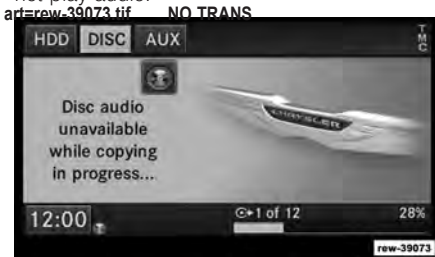 not play audio.
art=rew-39073.tif NO TRANS
HDD DISC AUX
TMC
CHRYSLER
Disc audio
unavailable
while copying
in progress...
12:00
1 of 12 28%
rew-39073